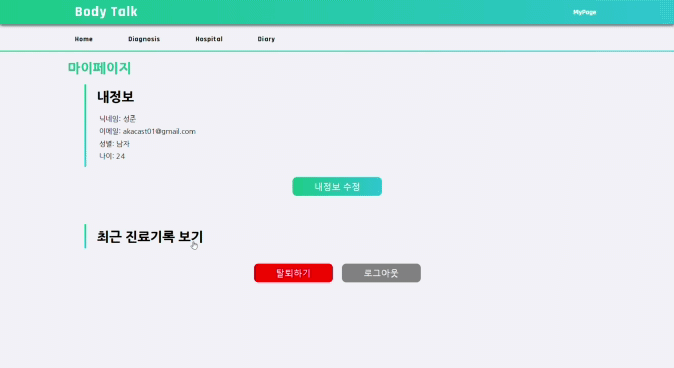 Body Talk
MyPage
Home Diagnosis Hospital Diary
마이페이지
내정보
닉네임: 성준
이메일: akacast01@gmail.com
성별: 남자
나이: 24
내정보 수정
최근 진료기록 보기
탈퇴하기 로그아웃